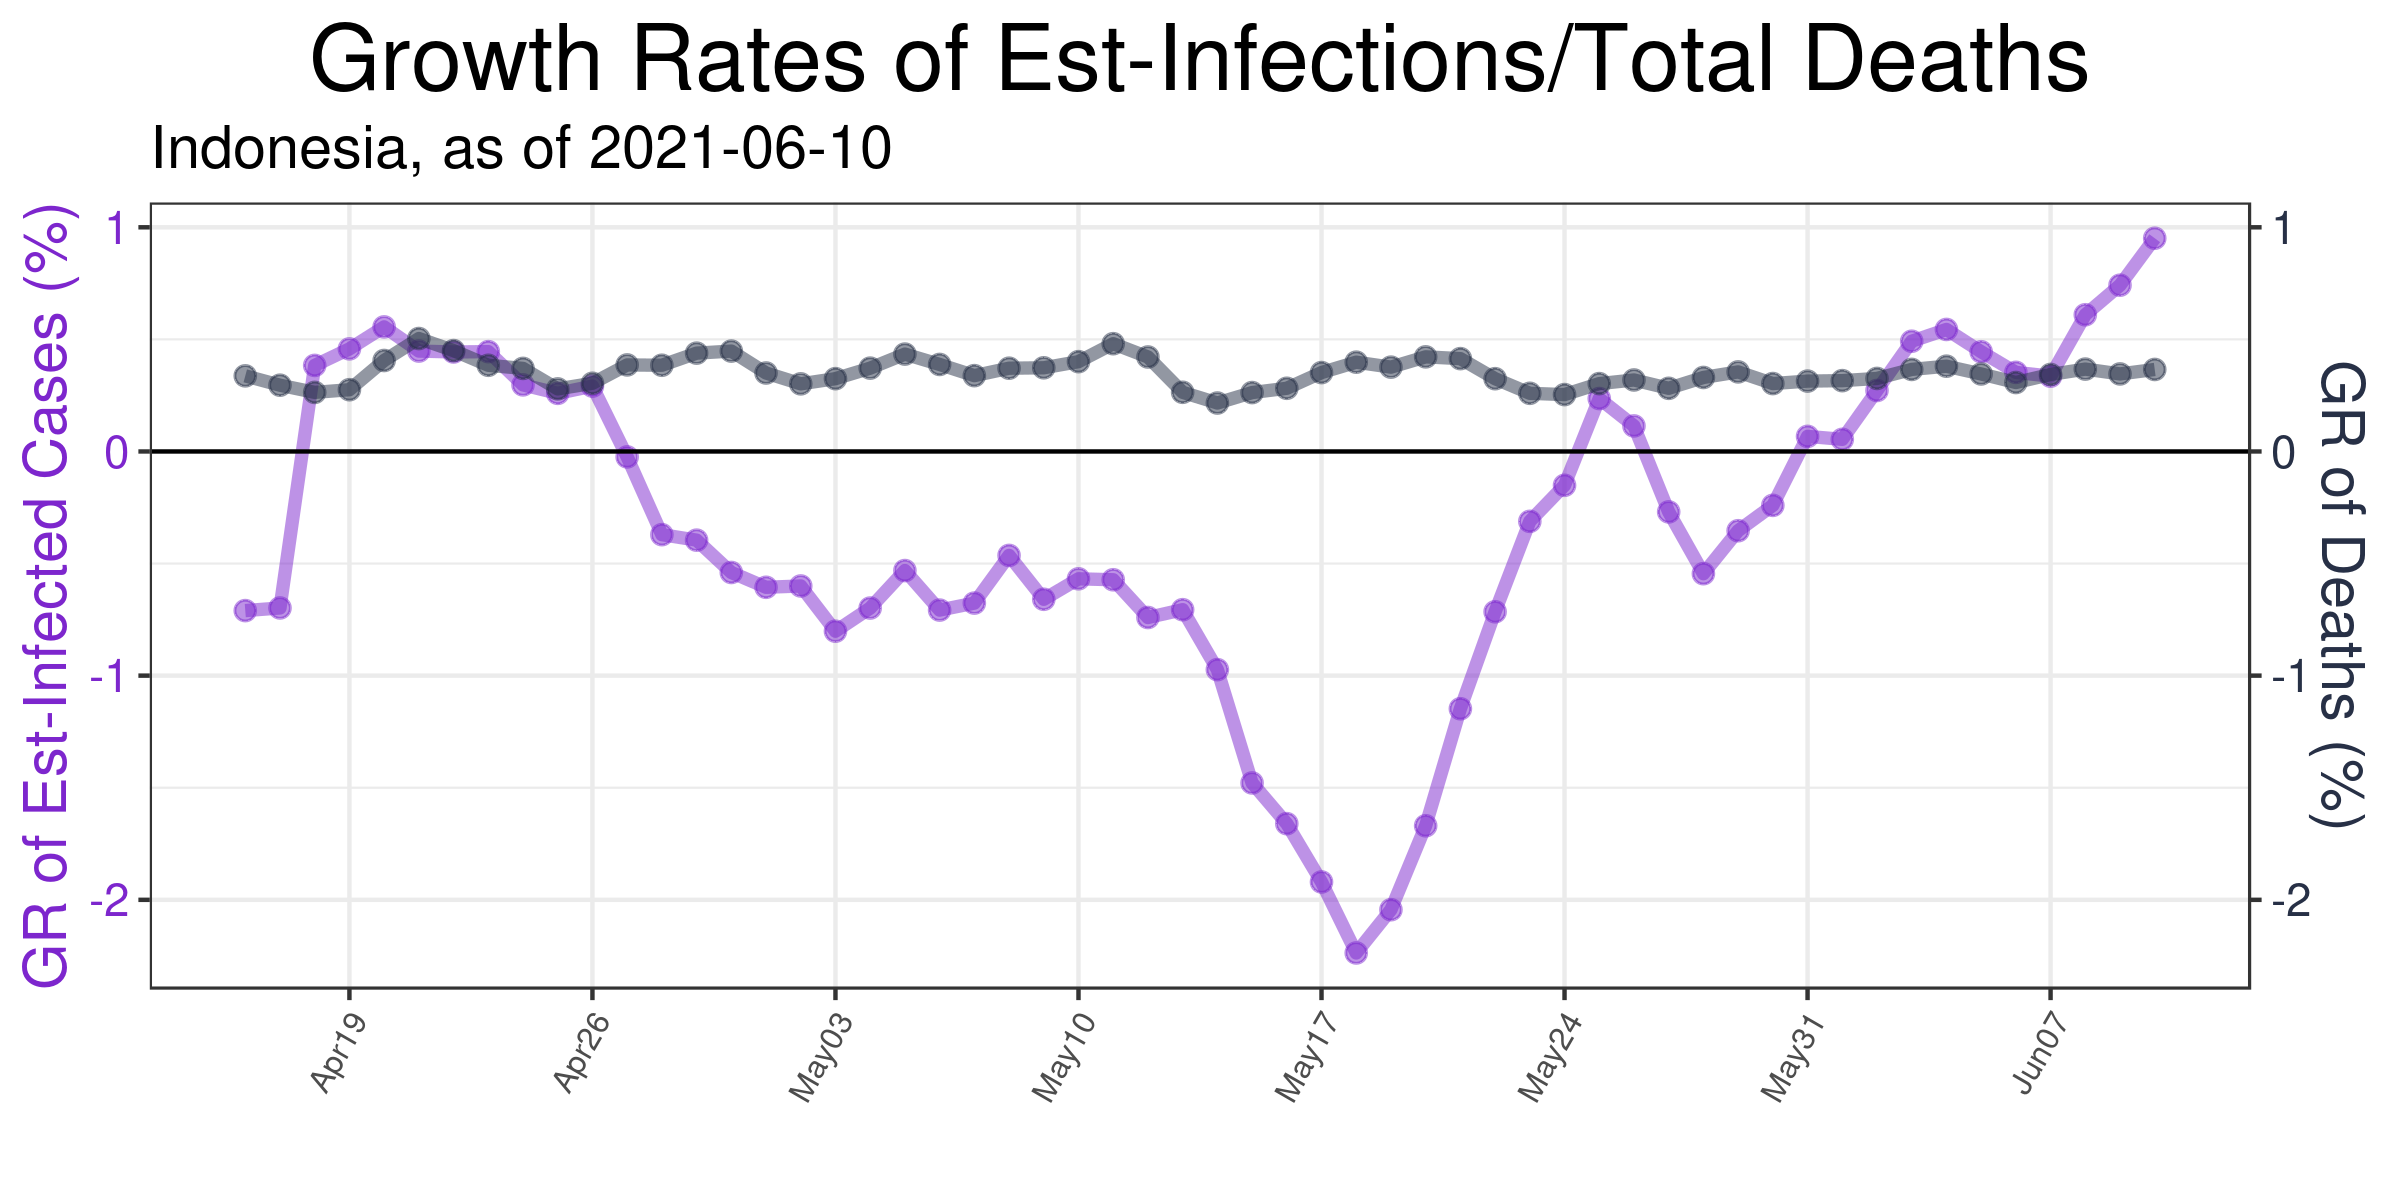 Growth Rates of Est-Infections/Total Deaths
Indonesia, as of 2021-06-10
GR of Est-Infected Cases (%)
1
0
-1
-2
1
0
-1
-2
GR of Deaths (%)
Apr19
Apr26
May03
May10
May17
May24
May31
Jun07